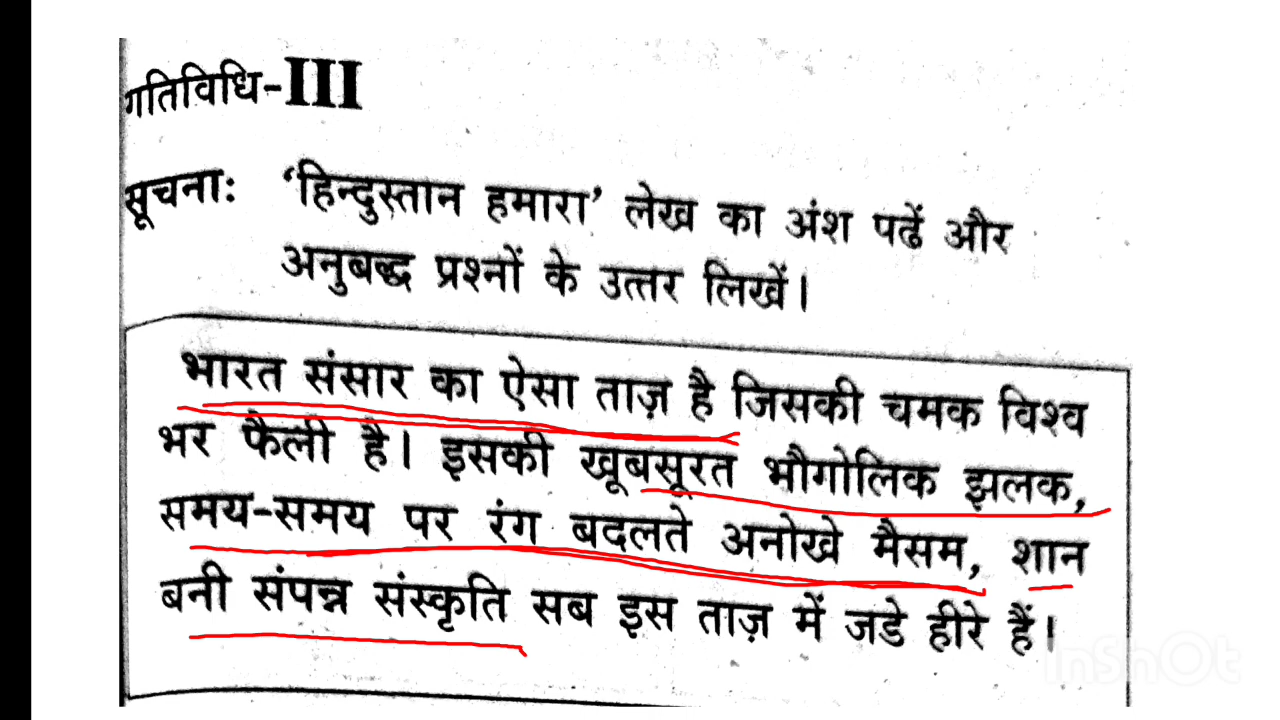 गतिविधि-III
सूचनाः 'हिन्दुस्तान हमारा' लेख का अंश पढें और
अनुबद्ध प्रश्नों के उत्तर लिखें।
भारत संसार का ऐसा ताज़ है जिसकी चमक विश्व
भर फैली है। इसकी खूबसूरत भौगोलिक झलक,
समय-समय पर रंग बदलते अनोखे मैसम, शान
बनी संपन्न संस्कृति सब इस ताज़ में जडे हीरे हैं।
InShOt